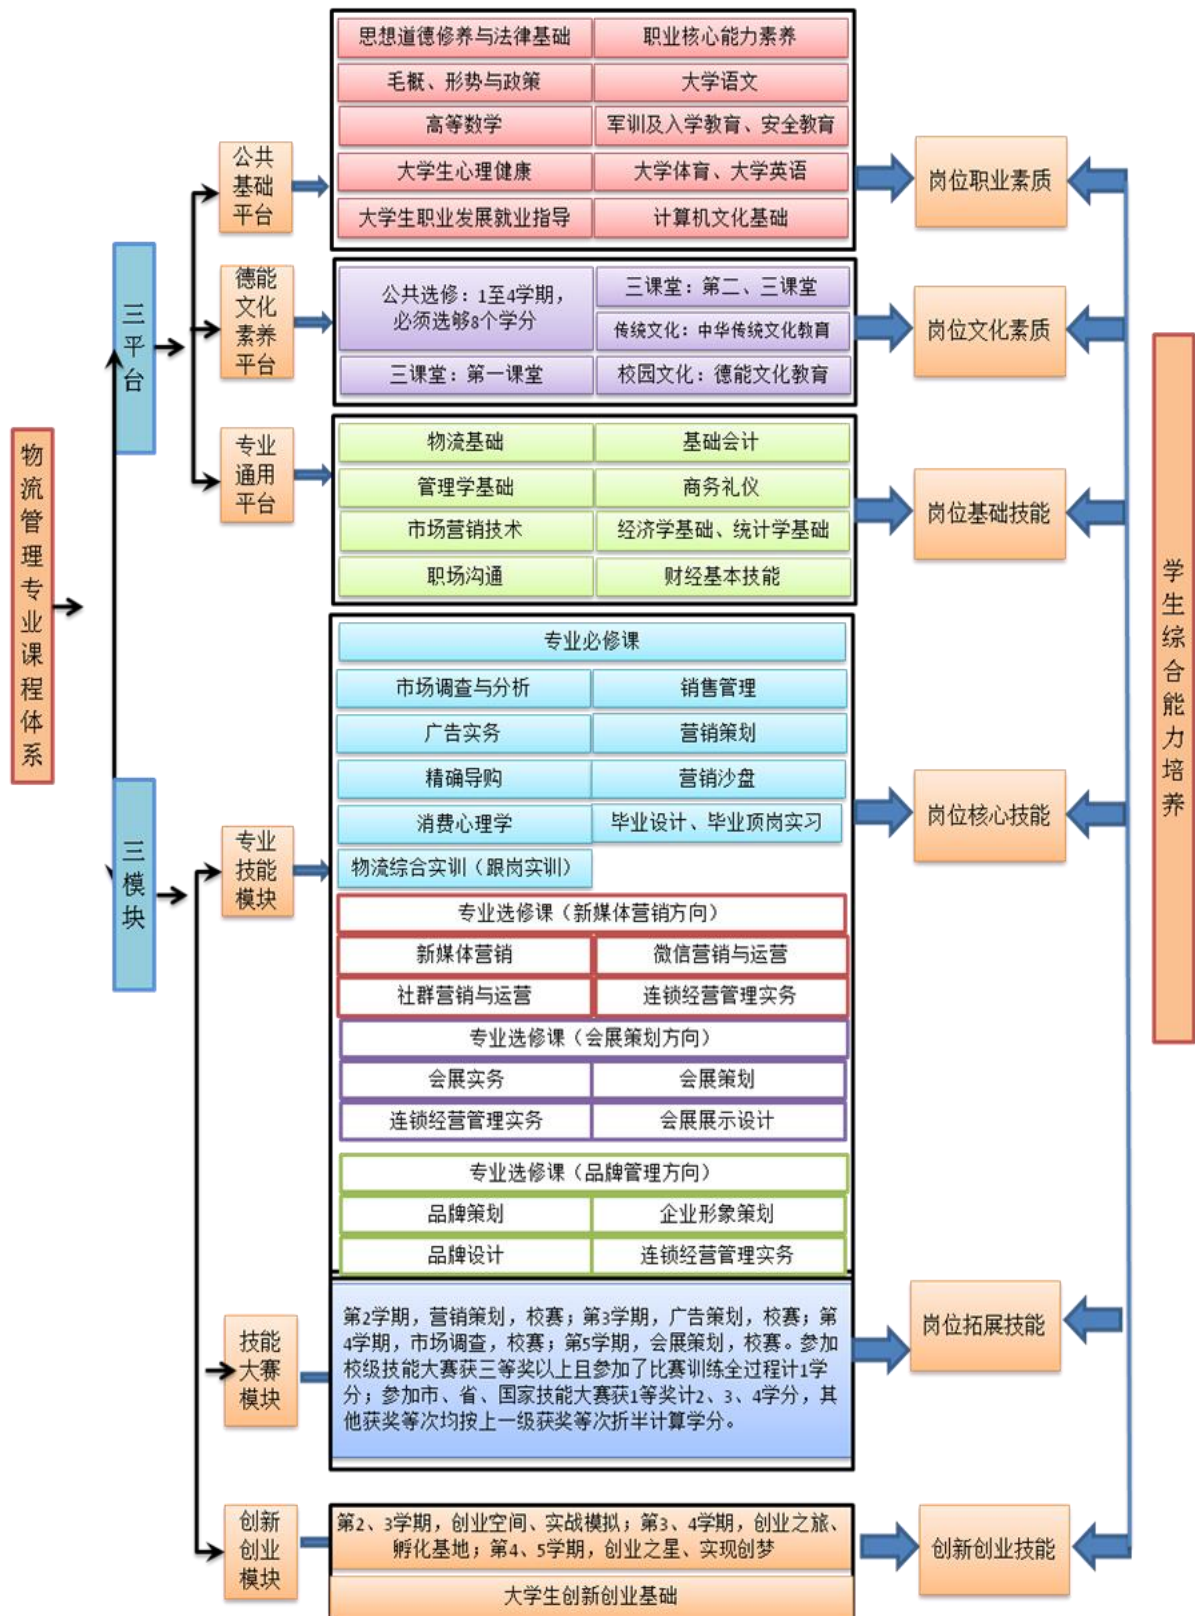 物流管理专业课程体系
三平台
三模块
公共
基础
平台
思想道德修养与法律基础
职业核心能力素养
毛概、形势与政策
大学语文
高等数学
军训及入学教育、安全教育
大学生心理健康
大学体育、大学英语
大学生职业发展就业指导
计算机文化基础
岗位职业素质
德能
文化
素养
平台
公共选修：1至4学期，
必须选够8个学分
三课堂：第二、三课堂
传统文化：中华传统文化教育
三课堂：第一课堂
校园文化：德能文化教育
岗位文化素质
专业
通用
平台
物流基础
基础会计
管理学基础
商务礼仪
市场营销技术
经济学基础、统计学基础
职场沟通
财经基本技能
岗位基础技能
专业
技能
模块
专业必修课
市场调查与分析
销售管理
广告实务
营销策划
精确导购
营销沙盘
消费心理学
毕业设计、毕业顶岗实习
物流综合实训（跟岗实训）
专业选修课（新媒体营销方向）
新媒体营销
微信营销与运营
社群营销与运营
连锁经营管理实务
专业选修课（会展策划方向）
会展实务
会展策划
连锁经营管理实务
会展展示设计
专业选修课（品牌管理方向）
品牌策划
企业形象策划
品牌设计
连锁经营管理实务
岗位核心技能
技能
大赛
模块
第2学期，营销策划，校赛；第3学期，广告策划，校赛；第
4学期，市场调查，校赛；第5学期，会展策划，校赛。参加
校级技能大赛获三等奖以上且参加了比赛训练全过程计1学
分；参加市、省、国家技能大赛获1等奖计2、3、4学分，其
他获奖等次均按上一级获奖等次折半计算学分。
岗位拓展技能
创新
创业
模块
第2、3学期，创业空间、实战模拟；第3、4学期，创业之旅、
孵化基地；第4、5学期，创业之星、实现创梦
大学生创新创业基础
创新创业技能
学生综合能力培养